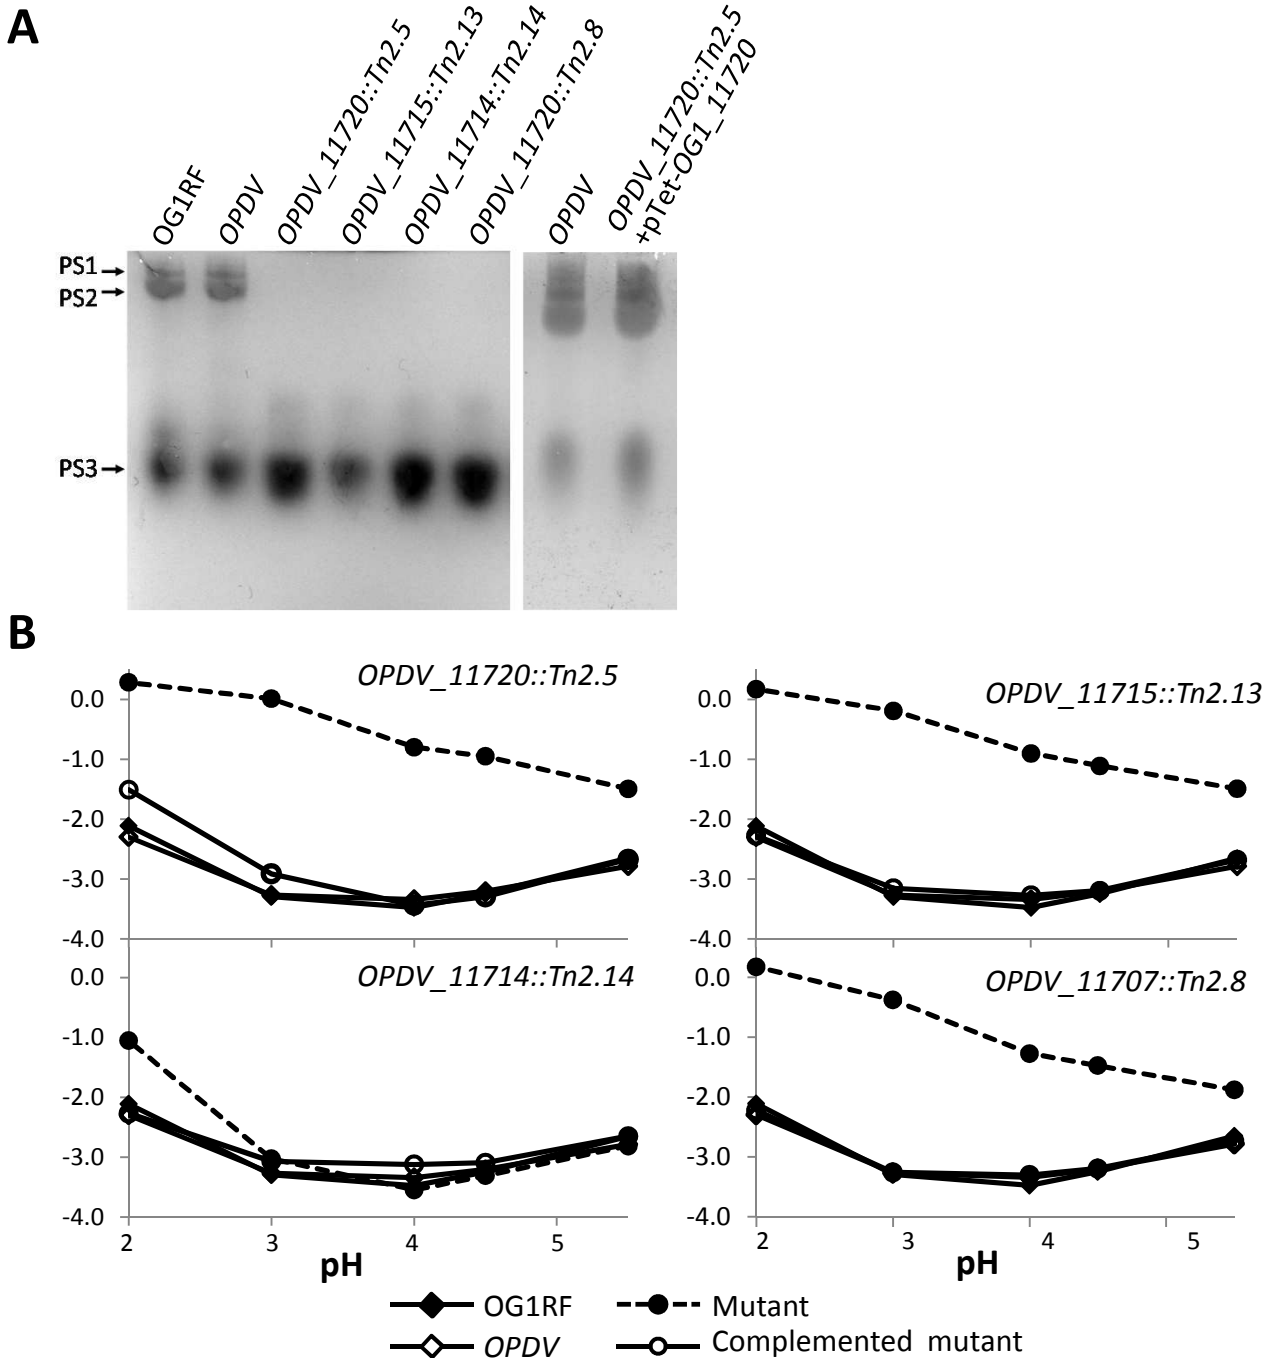 A
OG1RF
OPDV
OPDV_11720::Tn2.5
OPDV_11715::Tn2.13
OPDV_11714::Tn2.14
OPDV_11720::Tn2.8
OPDV
OPDV_11720::Tn2.5
+pTet-OG1_11720
PS1
PS2
PS3
B
OPDV_11720::Tn2.5
0.0
-1.0
-2.0
-3.0
-4.0
OPDV_11715::Tn2.13
0.0
-1.0
-2.0
-3.0
-4.0
OPDV_11714::Tn2.14
0.0
-1.0
-2.0
-3.0
-4.0
2 3 4 5
pH
OPDV_11707::Tn2.8
0.0
-1.0
-2.0
-3.0
-4.0
2 3 4 5
pH
OG1RF
Mutant
OPDV
Complemented mutant